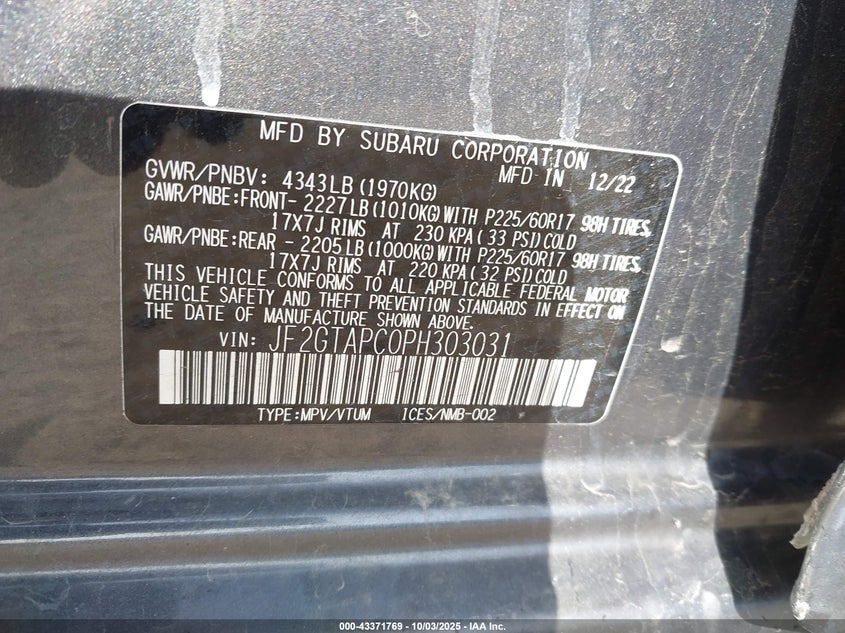 MFD BY SUBARU CORPORATION
GVWR/PNBV: 4343LB(1970KG) MFD IN 12/22
GAWR/PNBE:FRONT- 2227LB(1010KG)WITH P225/60R17 98H TIRES,
17X7J RIMS AT 230 KPA(33 PSI)COLD
GAWR/PNBE:REAR - 2205LB(1000KG)WITH P225/60R17 98H TIRES,
17X7J RIMS AT 220 KPA(32 PSI)COLD
THIS VEHICLE CONFORMS TO ALL APPLICABLE FEDERAL MOTOR
VEHICLE SAFETY AND THEFT PREVENTION STANDARDS IN EFFECT ON
THE DATE OF MANUFACTURE SHOWN ABOVE.
VIN: JF2GTAPC0PH303031
TYPE:MPV/VTUM ICES/NMB-002
000-43371769 - 10/03/2025 - IAA Inc.